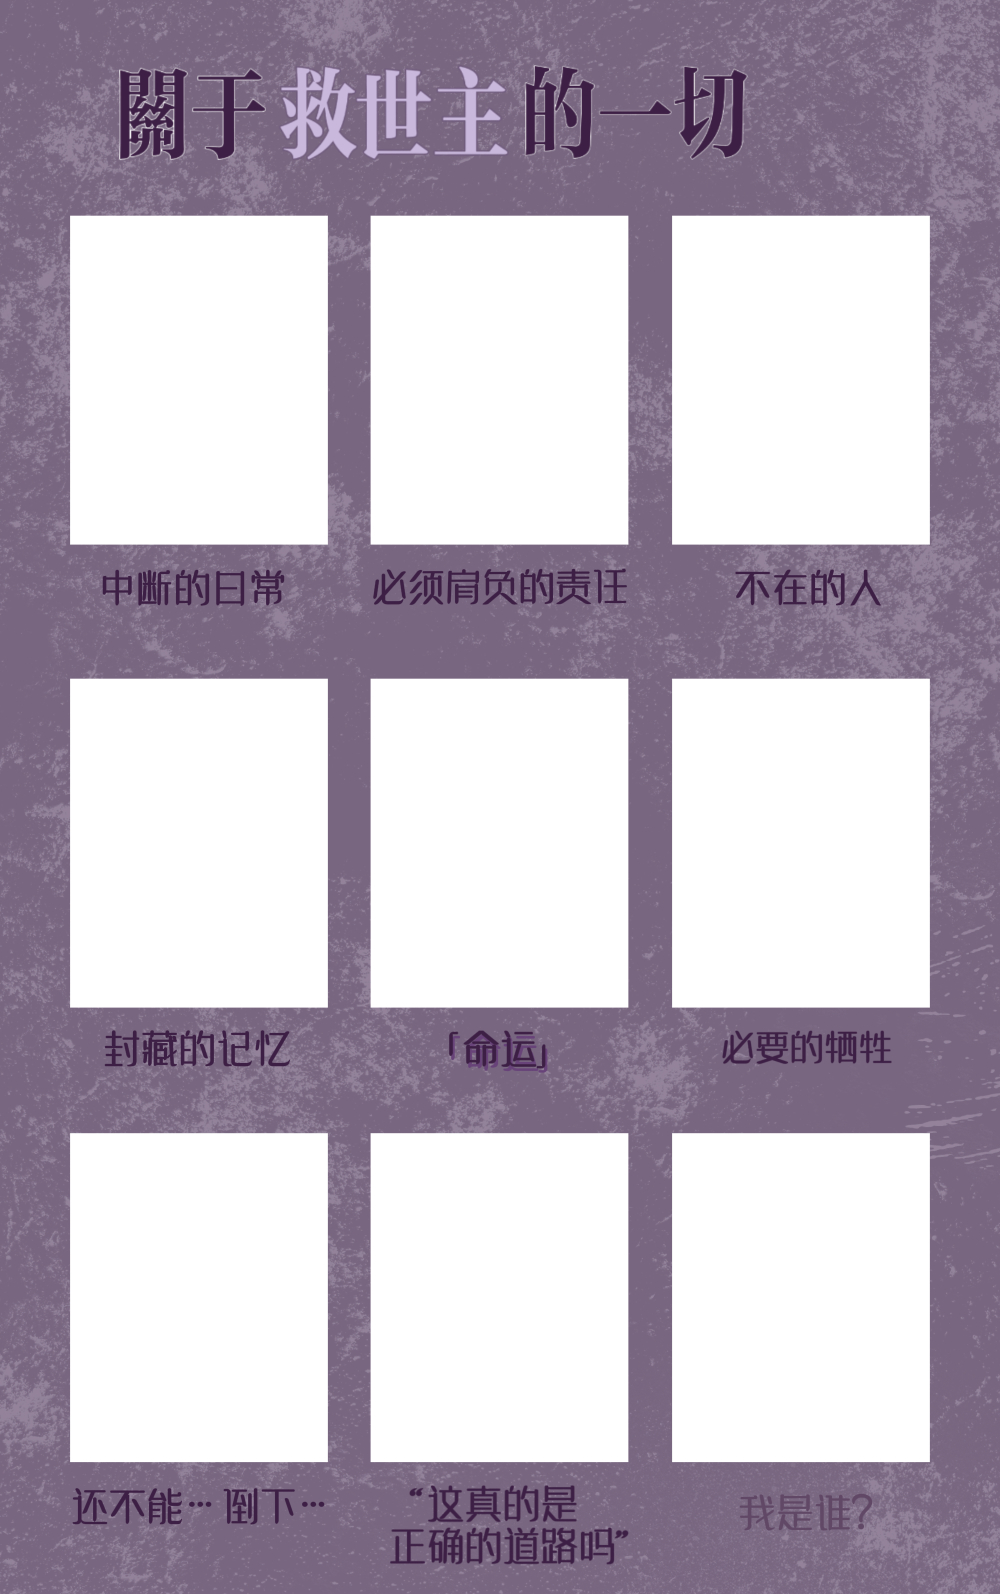 關于救世主的一切
中断的日常
必须肩负的责任
不在的人
封藏的记忆
「命运」
必要的牺牲
还不能…倒下…
“这真的是
正确的道路吗”
我是谁？